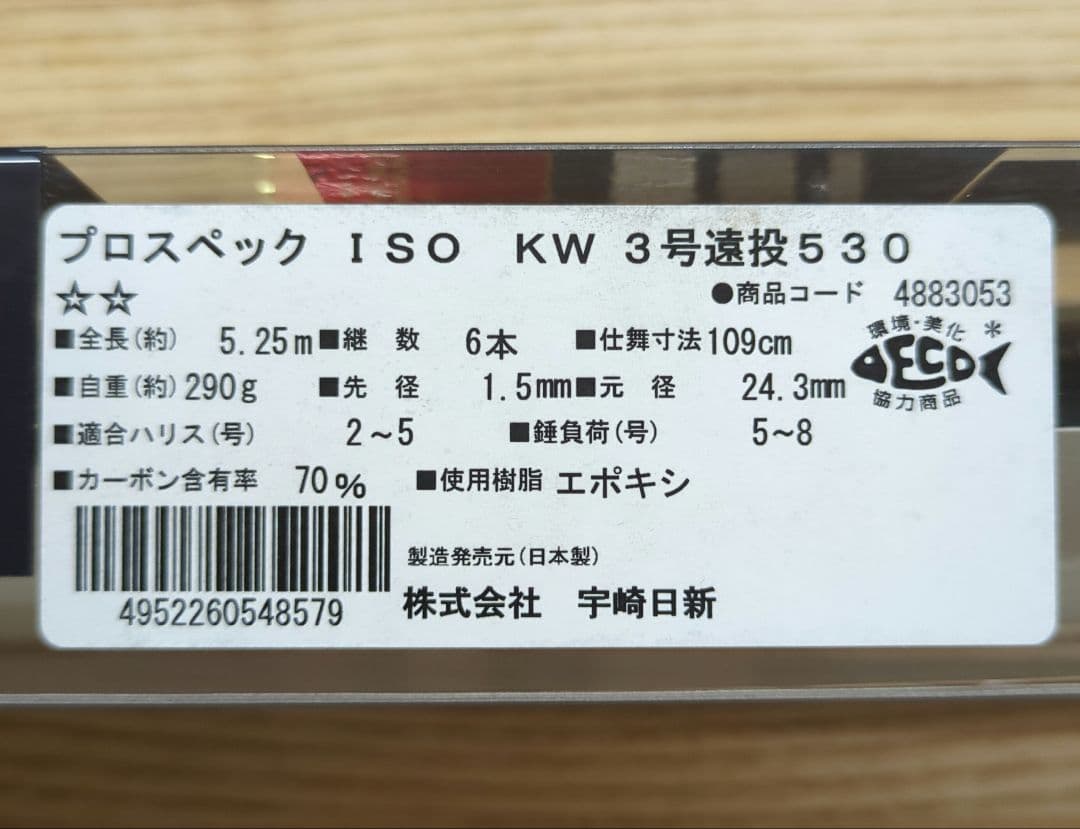 プロスペック ISO KW 3号遠投530
☆☆ ●商品コード 4883053
■全長(約) 5.25m ■継 数 6本 ■仕舞寸法 109cm
環境・美化 *
■自重(約) 290g ■先 径 1.5mm ■元 径 24.3mm
ECO
協力商品
■適合ハリス(号) 2~5 ■錘負荷(号) 5~8
■カーボン含有率 70% ■使用樹脂 エポキシ
製造発売元(日本製)
株式会社 宇崎日新
4952260548579